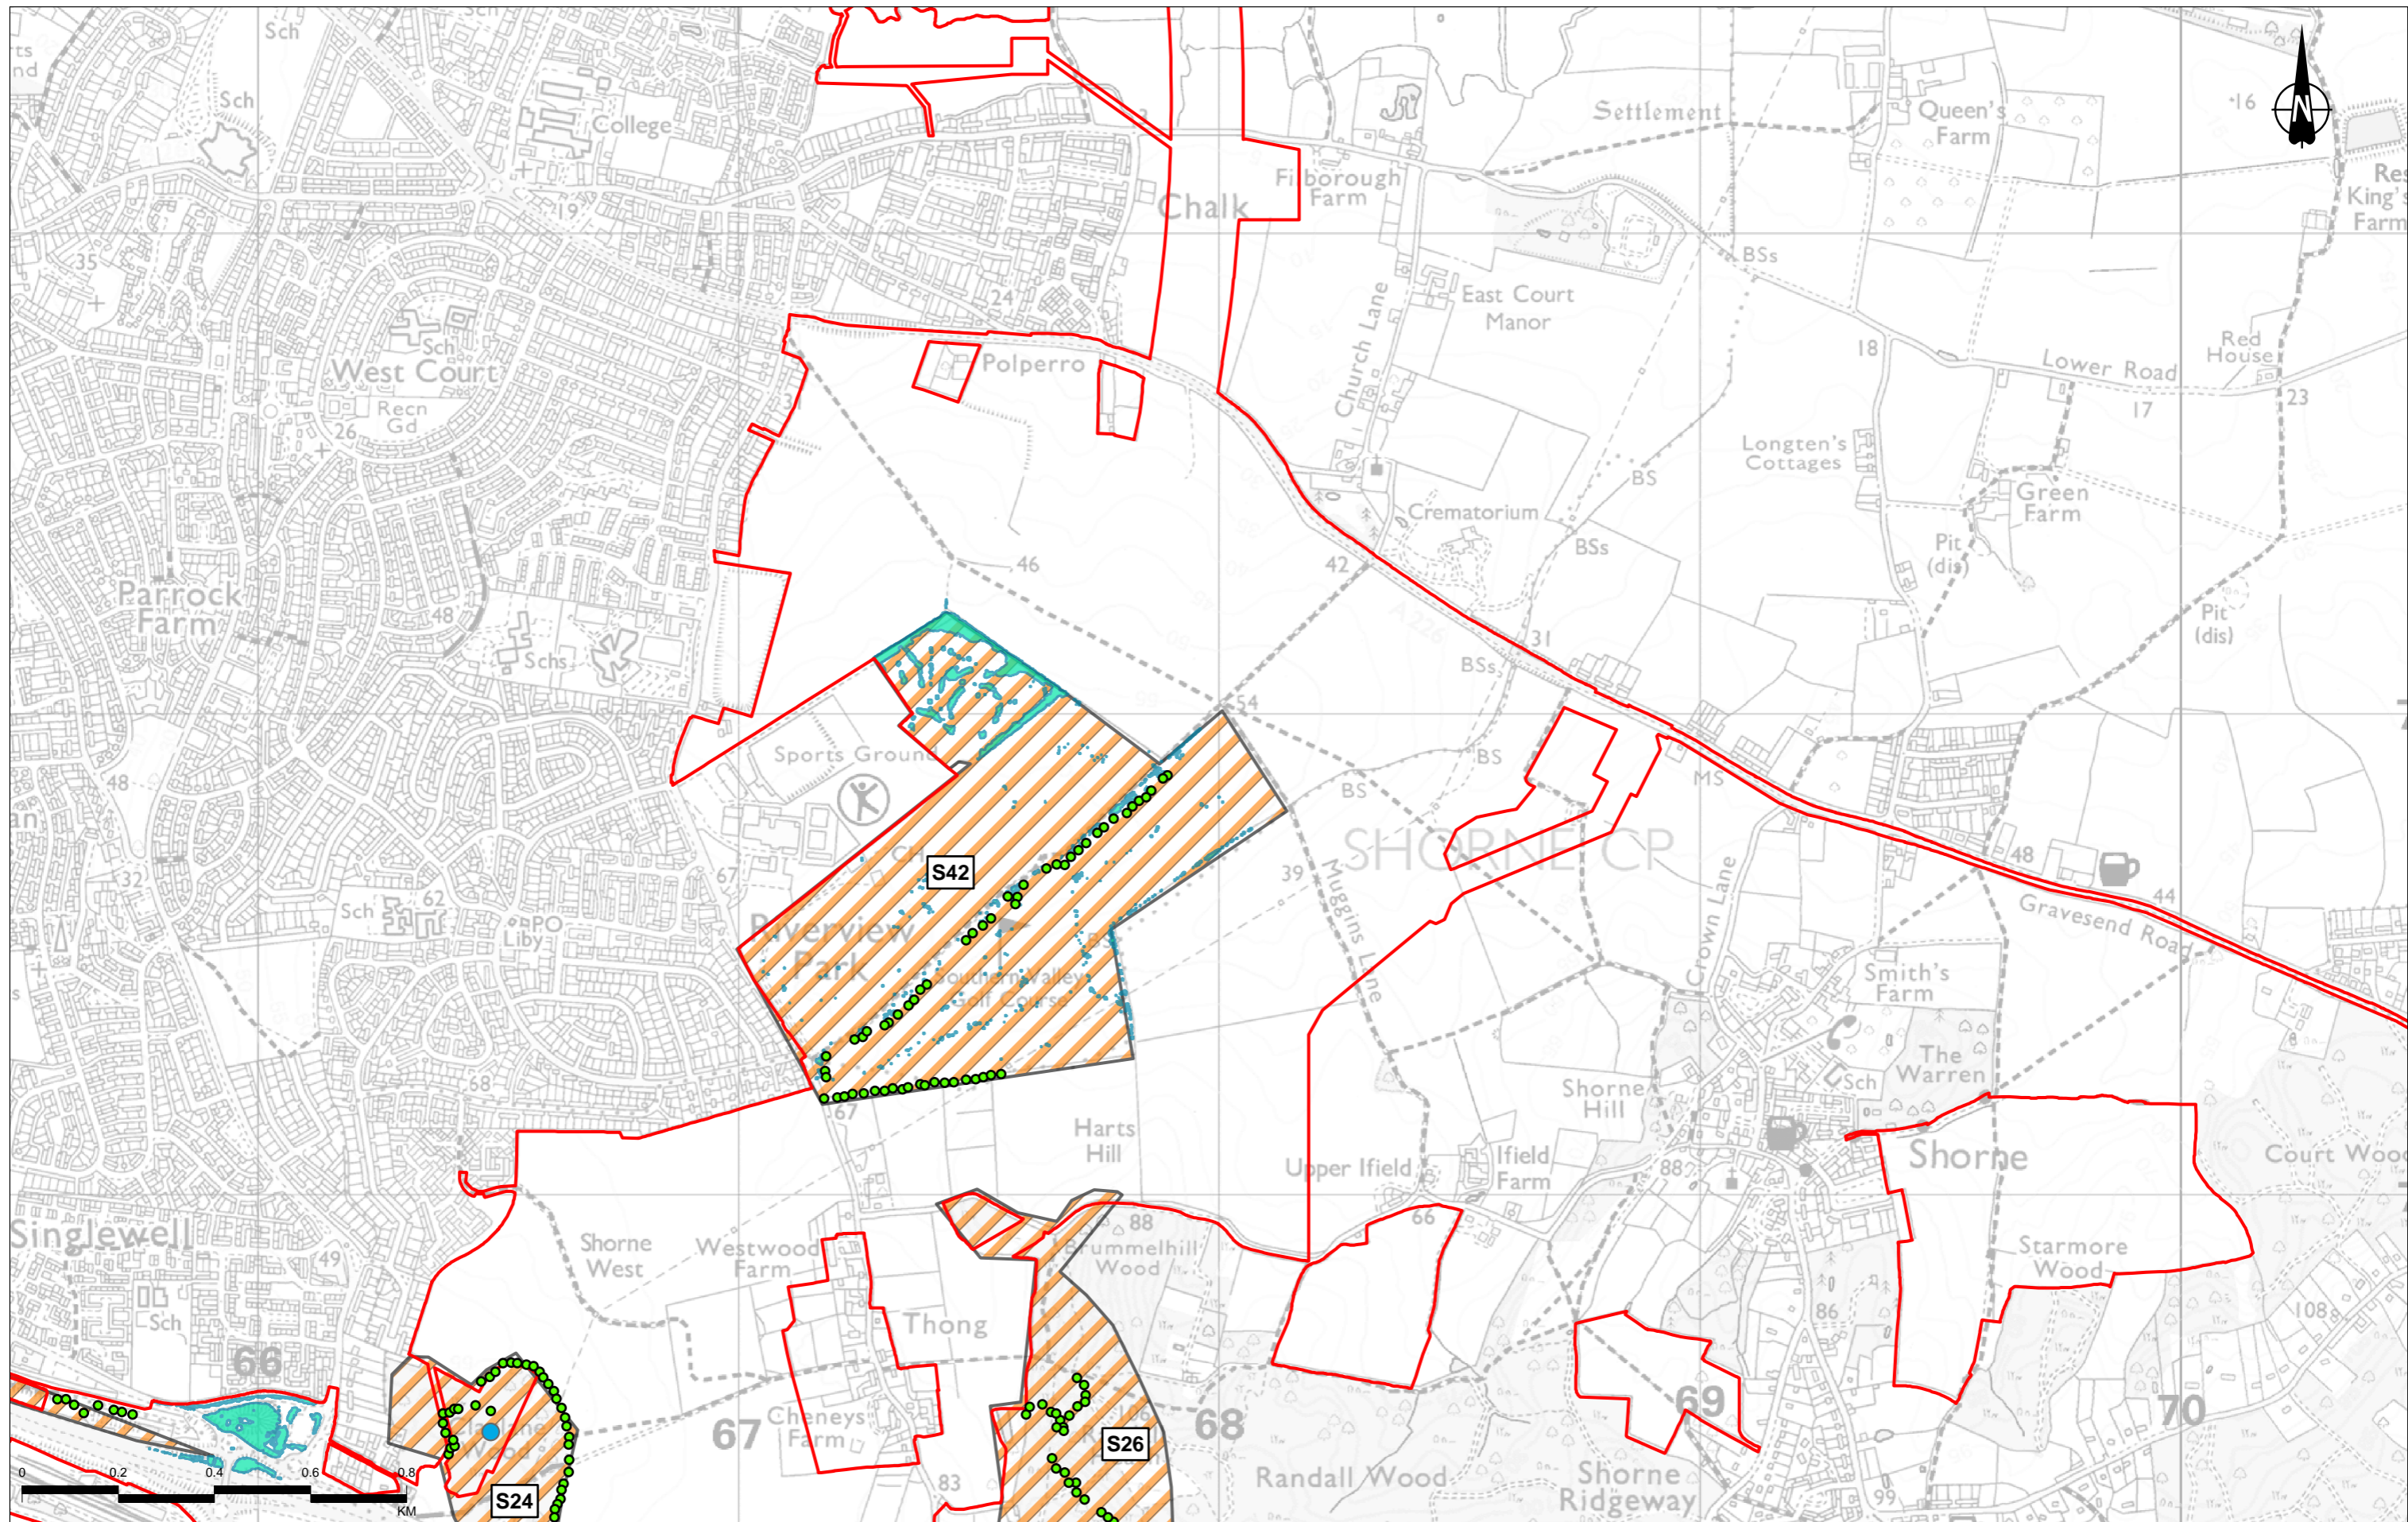 Sch
Sch
Sch
College
Settlement
Queen's
Farm
16
N
19
Chalk
Filborough
Farm
King's
Farm
35
24
BSs
East Court
Manor
Church Lane
Sch
West Court
Recn
Gd
26
31
Polperro
18
Lower Road
17
Red
House
23
Longten's
Cottages
BS
Green
Farm
Crematorium
BSs
Pit
(dis)
46
42
Parrock
Farm
48
Schs
A 226
31
BSs
Pit
(dis)
54
Sports Ground
BS
MS
48
BS
SHORNE CP
CH
S42
67
39
48
44
32
Sch
62
PO
Liby
Riverview
Park
Muggins Lane
Crown Lane
Gravesend Road
Southern Valley
Golf Course
Smith's
Farm
The
Warren
68
67
Shorne
Hill
Sch
Harts
Hill
Upper Ifield
Ifield
Farm
88
Shorne
Singlewell
49
Shorne
West
Westwood
Farm
88
66
Brummelhill
Wood
Starmore
Wood
Sch
Thong
86
108
66
67
Cheneys
Farm
68
69
70
Wood
S26
83
Randall Wood
Shorne
Ridgeway
99
S24
0 0.2 0.4 0.6 0.8
KM